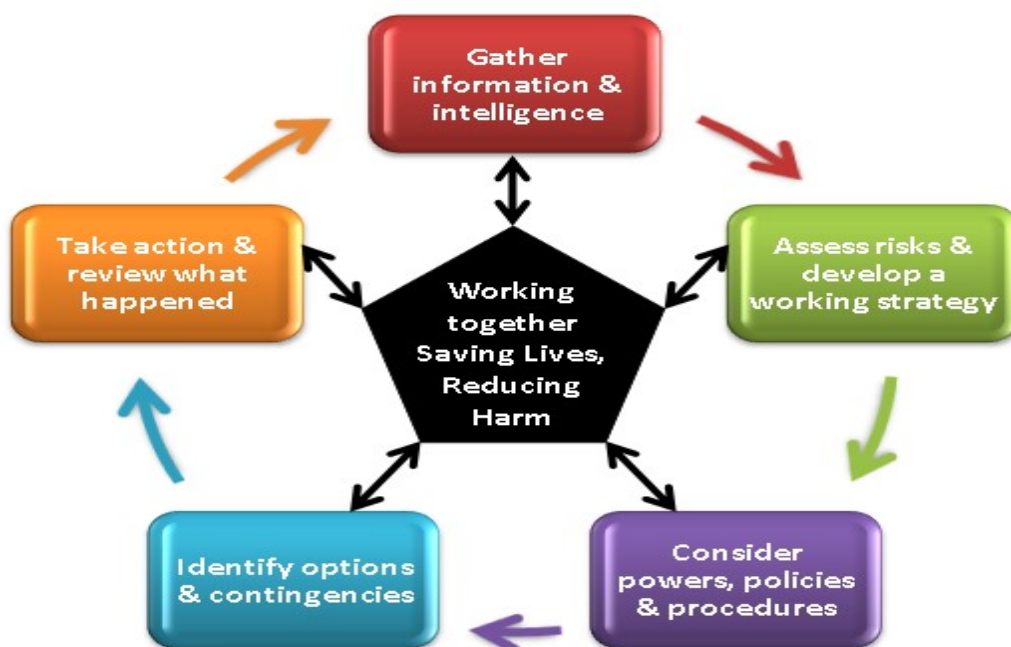 Gather
information &
intelligence
Assess risks &
develop a
working strategy
Consider
powers, policies
& procedures
Identify options
& contingencies
Take action &
review what
happened
Working
together
Saving Lives,
Reducing
Harm